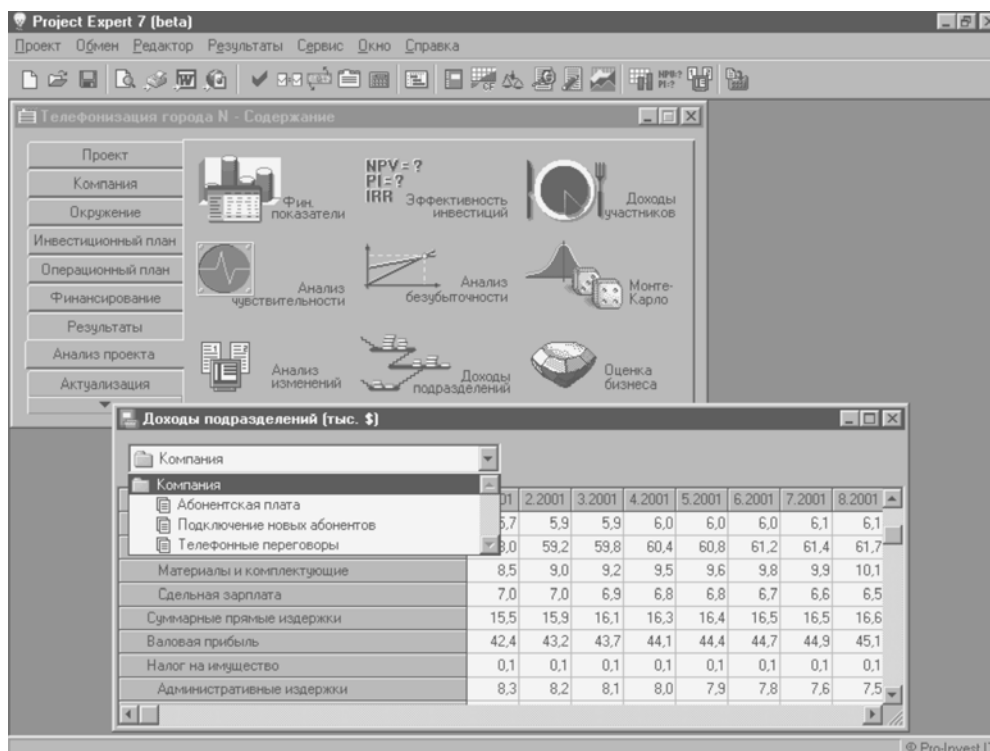 Project Expert 7 (beta)
Проект Обмен Редактор Результаты Сервис Окно Справка
Телефонизация города N - Содержание
Проект
Компания
Окружение
Инвестиционный план
Операционный план
Финансирование
Результаты
Анализ проекта
Актуализация
Фин.
показатели
NPV = ?
PI = ?
IRR
Эффективность
инвестиций
Доходы
участников
Анализ
чувствительности
Анализ
безубыточности
Монте-
Карло
Анализ
изменений
Доходы
подразделений
Оценка
бизнеса
Доходы подразделений (тыс. $)
Компания
Компания
Абонентская плата
Подключение новых абонентов
Телефонные переговоры
2.2001 3.2001 4.2001 5.2001 6.2001 7.2001 8.2001
5,9 5,9 6,0 6,0 6,0 6,1 6,1
59,2 59,8 60,4 60,8 61,2 61,4 61,7
Материалы и комплектующие 8,5 9,0 9,2 9,5 9,6 9,8 9,9 10,1
Сдельная зарплата 7,0 7,0 6,9 6,8 6,8 6,7 6,6 6,5
Суммарные прямые издержки 15,5 15,9 16,1 16,3 16,4 16,5 16,5 16,6
Валовая прибыль 42,4 43,2 43,7 44,1 44,4 44,7 44,9 45,1
Налог на имущество 0,1 0,1 0,1 0,1 0,1 0,1 0,1 0,1
Административные издержки 8,3 8,2 8,1 8,0 7,9 7,8 7,6 7,5
Pro-Invest